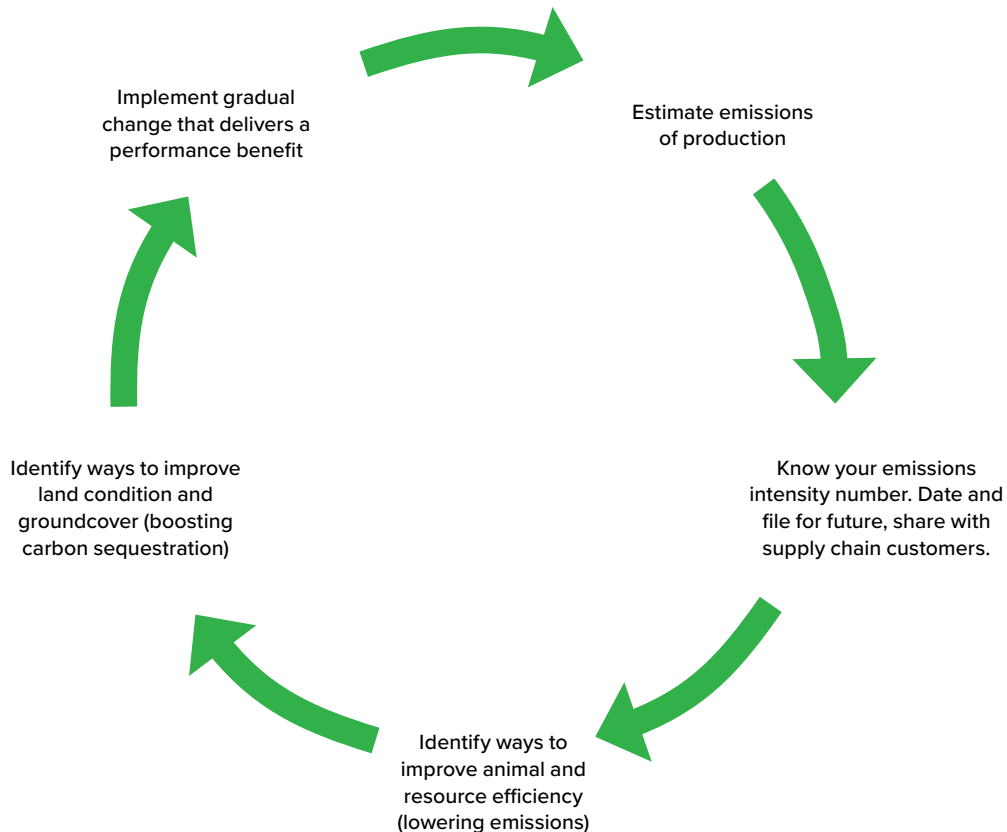 Implement gradual
change that delivers a
performance benefit
Estimate emissions
of production
Know your emissions
intensity number. Date and
file for future, share with
supply chain customers.
Identify ways to
improve animal and
resource efficiency
(lowering emissions)
Identify ways to improve
land condition and
groundcover (boosting
carbon sequestration)